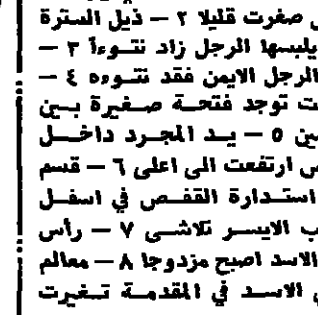 صغرت قليلا ٢ – ذيل السترة
يلبسها الرجل زاد نتوءاً ٣ –
الرجل الايمن فقد نتوءه ٤ –
ت توجد فتحة صغيرة بين
ين ٥ – يد المجرد داخل
ص ارتفعت الى اعلى ٦ – قسم
استدارة القفص في اسفل
ب الايسر تلاشى ٧ – رأس
الاسد اصبح مزدوجا ٨ – معالم
الاسد في المقدمة تغيرت